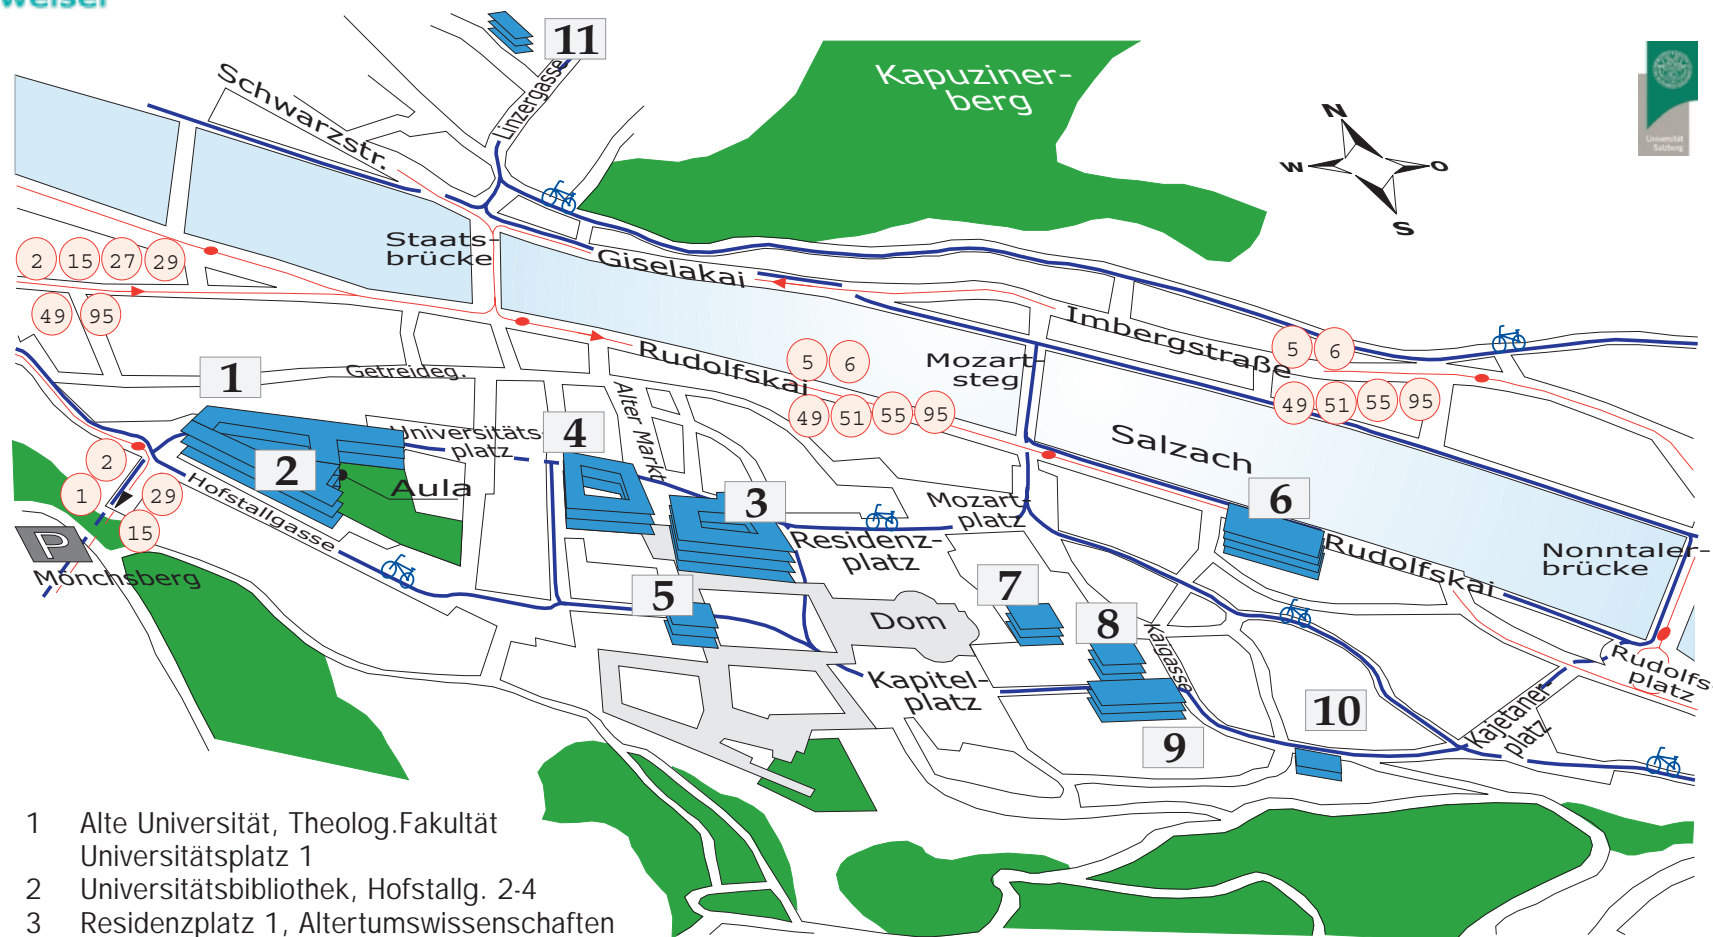 weiser
11
Linzergasse
Kapuziner-
berg
Schwarzstr.
N
W
O
S
Universität
Salzburg
Staats-
brücke
Giselakai
2 15 27 29
49 95
Imbergstraße
5 6
49 51 55 95
Rudolfskai
5 6
49 51 55 95
Mozart
steg
Salzach
1
Getreideg.
Alter Markt
4
Universitäts-
platz
2
Aula
Hofstallgasse
2
1 29
15
P
Mönchsberg
3
Mozart-
platz
Residenz-
platz
6
Rudolfskai
Nonntaler-
brücke
5
Dom
7
8
Kaigasse
Kapitel-
platz
9
10
Kajetaner-
platz
Rudolfs-
platz
1 Alte Universität, Theolog.Fakultät
Universitätsplatz 1
2 Universitätsbibliothek, Hofstallg. 2-4
3 Residenzplatz 1, Altertumswissenschaften